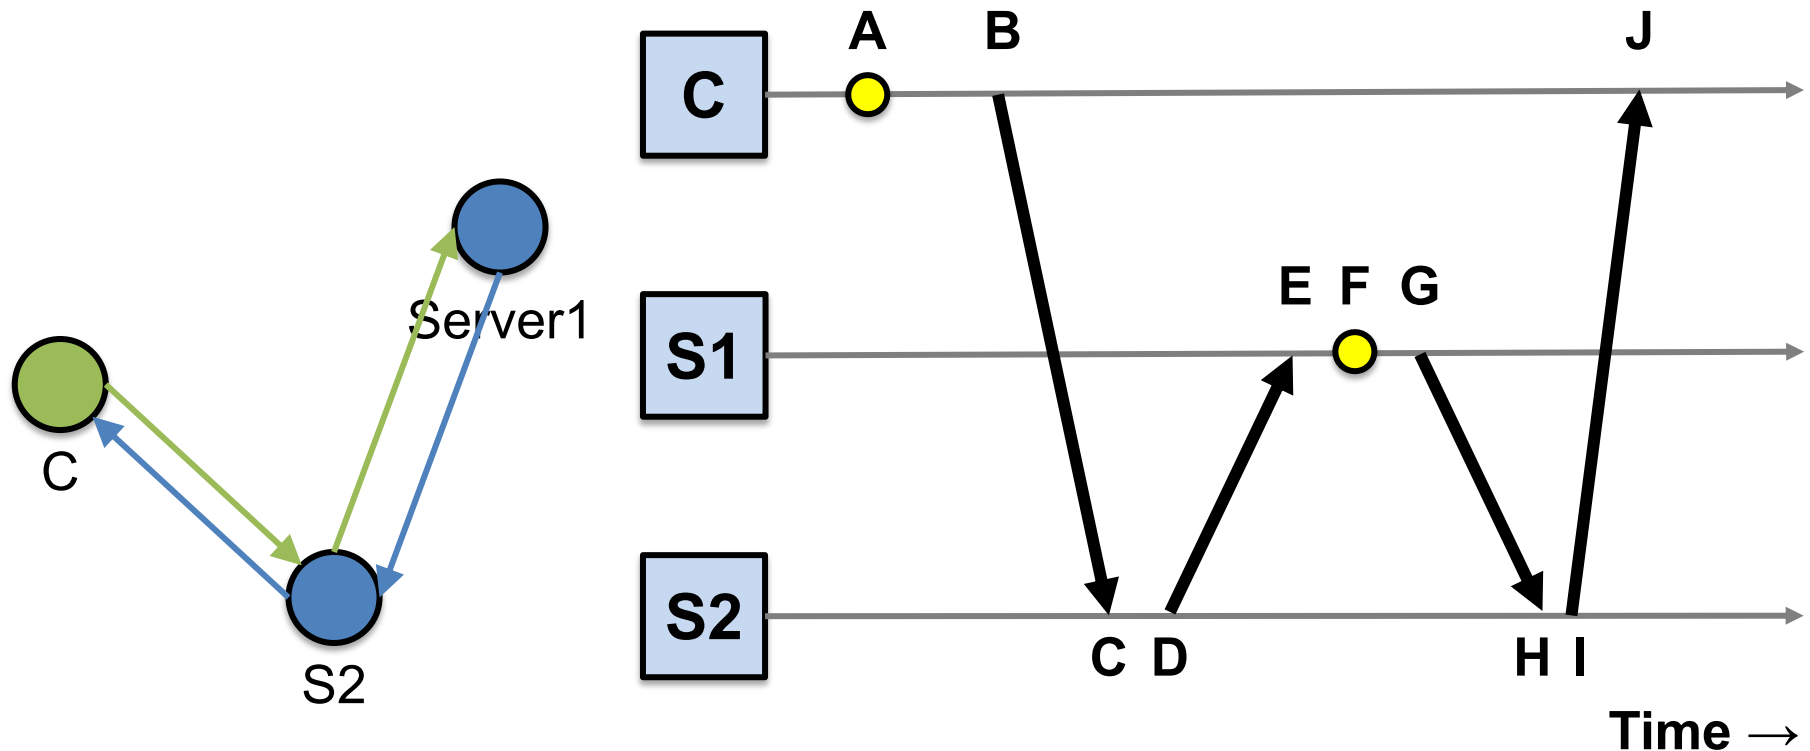 A B J
C
Server1
E F G
S1
C
S2
C D H I
S2
Time →